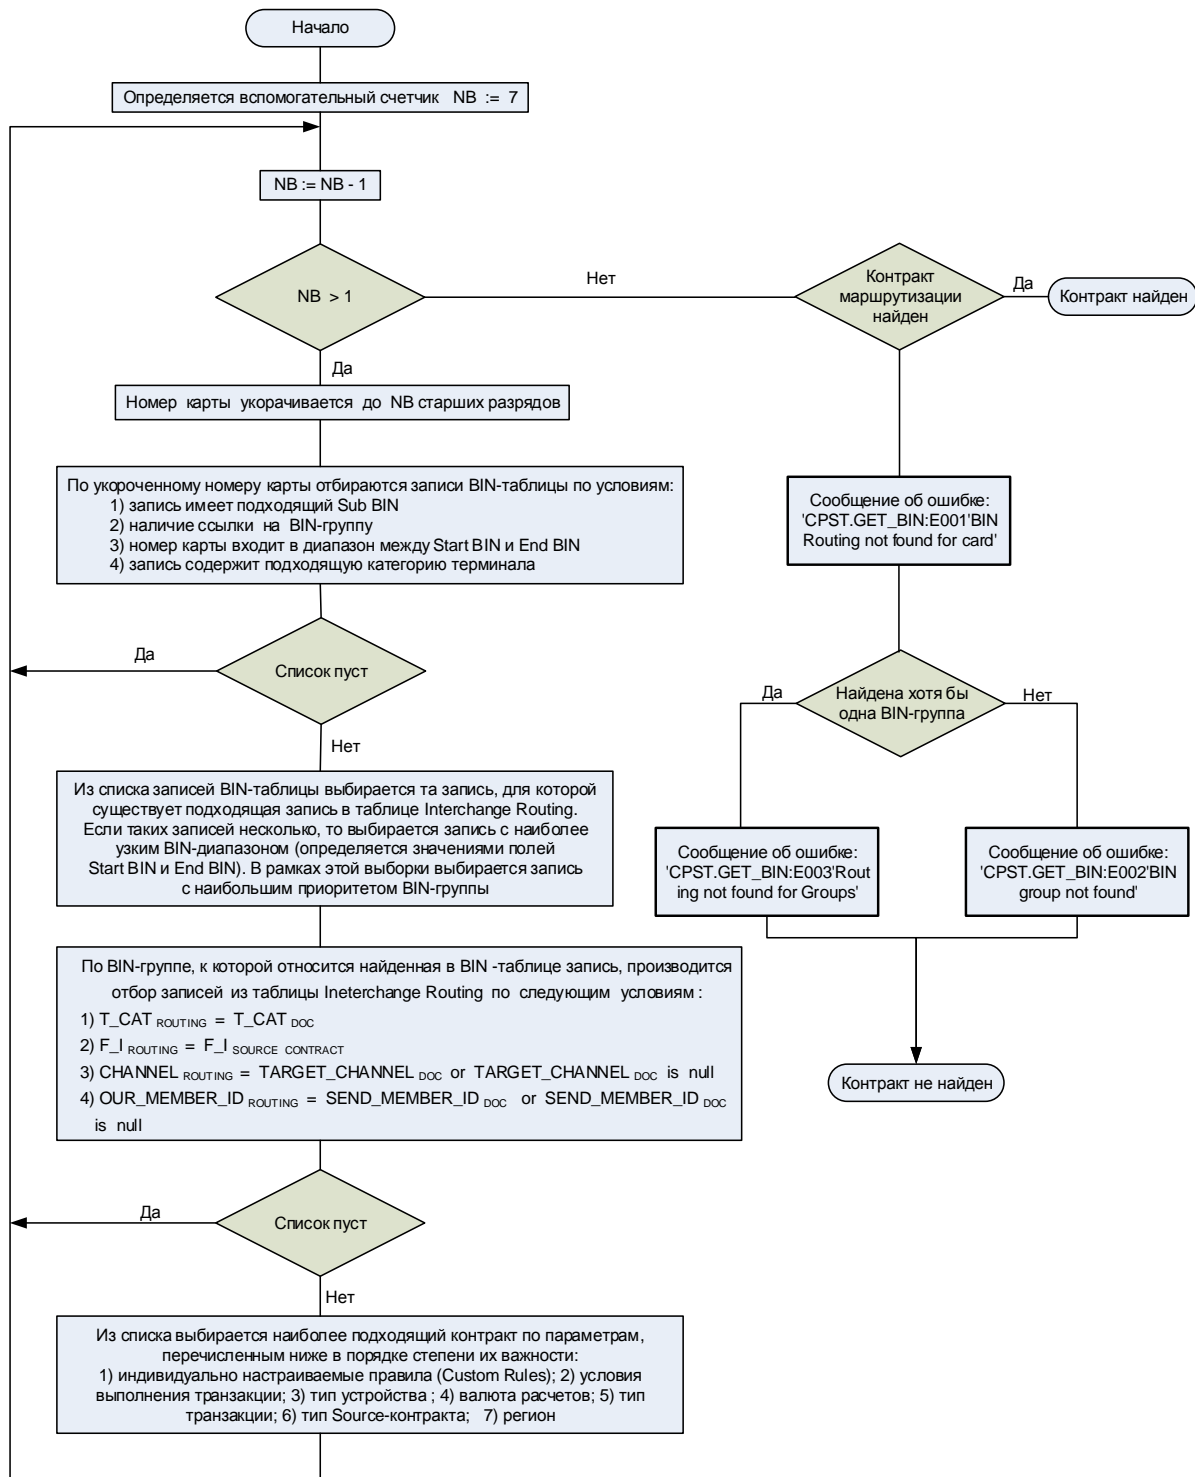 Начало
Определяется вспомогательный счетчик NB := 7
NB := NB - 1
NB > 1
Нет
Да
Контракт
маршрутизации
найден
Да
Контракт найден
Номер карты укорачивается до NB старших разрядов
По укороченному номеру карты отбираются записи BIN-таблицы по условиям:
1) запись имеет подходящий Sub BIN
2) наличие ссылки на BIN-группу
3) номер карты входит в диапазон между Start BIN и End BIN
4) запись содержит подходящую категорию терминала
Сообщение об ошибке:
'CPST.GET_BIN:E001'BIN
Routing not found for card'
Список пуст
Да
Нет
Найдена хотя бы
одна BIN-группа
Да
Нет
Из списка записей BIN-таблицы выбирается та запись, для которой
существует подходящая запись в таблице Interchange Routing.
Если таких записей несколько, то выбирается запись с наиболее
узким BIN-диапазоном (определяется значениями полей
Start BIN и End BIN). В рамках этой выборки выбирается запись
с наибольшим приоритетом BIN-группы
Сообщение об ошибке:
'CPST.GET_BIN:E003'Rout
ing not found for Groups'
Сообщение об ошибке:
'CPST.GET_BIN:E002'BIN
group not found'
По BIN-группе, к которой относится найденная в BIN -таблице запись, производится
отбор записей из таблицы Ineterchange Routing по следующим условиям :
1) T_CAT ROUTING = T_CAT DOC
2) F_I ROUTING = F_I SOURCE CONTRACT
3) CHANNEL ROUTING = TARGET_CHANNEL DOC or TARGET_CHANNEL DOC is null
4) OUR_MEMBER_ID ROUTING = SEND_MEMBER_ID DOC or SEND_MEMBER_ID DOC
is null
Контракт не найден
Список пуст
Да
Нет
Из списка выбирается наиболее подходящий контракт по параметрам,
перечисленным ниже в порядке степени их важности:
1) индивидуально настраиваемые правила (Custom Rules); 2) условия
выполнения транзакции; 3) тип устройства ; 4) валюта расчетов; 5) тип
транзакции; 6) тип Source-контракта; 7) регион